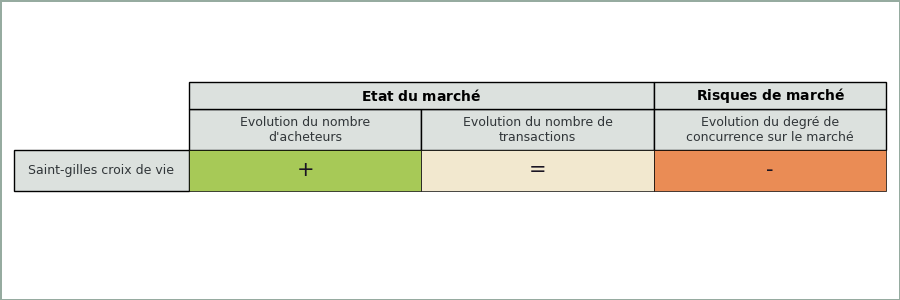 Etat du marché
Risques de marché
Evolution du nombre
d'acheteurs
Evolution du nombre de
transactions
Evolution du degré de
concurrence sur le marché
Saint-gilles croix de vie
+
=
-